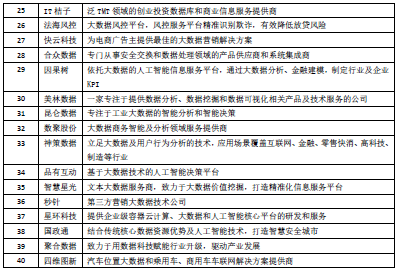 25 IT桔子 泛 TMT 领域的创业投资数据库和商业信息服务提供商
26 法海风控 大数据风控平台，风控服务平台精准识别欺诈，有效降低放贷风险
27 快云科技 为电商广告主提供最佳的大数据营销解决方案
28 合众数据 专门从事安全交换和数据处理领域的产品供应商和系统集成商
29 因果树 依托大数据的人工智能信息服务平台，通过大数据分析、金融建模，制定行业及企业
KPI
30 美林数据 一家专注于提供数据分析、数据挖掘和数据可视化相关产品及技术服务的公司
31 昆仑数据 专注于工业大数据的智能分析和智能决策
32 数聚股份 大数据商务智能及分析领域服务提供商
33 神策数据 立足大数据及用户行为分析的技术，应用场景覆盖互联网、金融、零售快消、高科技、
制造等行业
34 品有互动 基于大数据技术的人工智能决策平台
35 智慧星光 文本大数据服务商，致力于大数据价值挖掘，打造精准化信息服务平台
36 秒针 第三方营销大数据技术公司
37 星环科技 提供企业级容器云计算、大数据和人工智能核心平台的研发和服务
38 国政通 结合传统核心数据资源优势及人工智能技术，打造智慧安全城市
39 聚合数据 致力于用数据科技赋能行业升级，驱动产业发展
40 四维图新 汽车位置大数据和乘用车、商用车车联网解决方案提供商